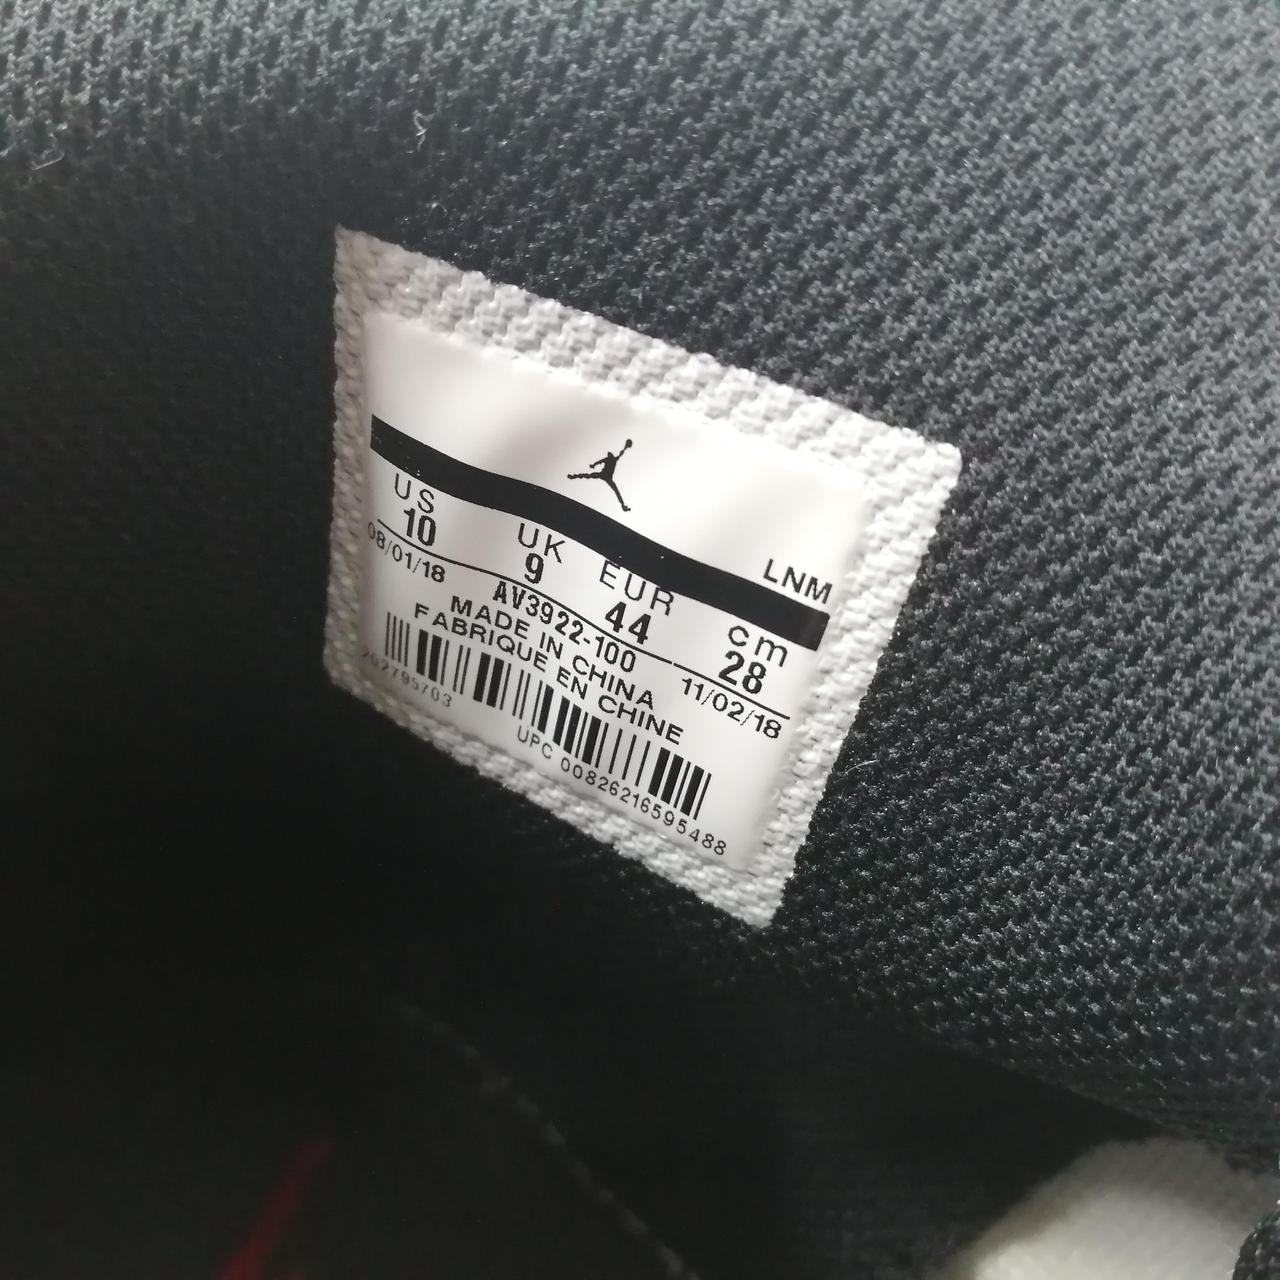 LNM
US UK EUR cm
10 9 44 28
08/01/18 AV3922-100 11/02/18
MADE IN CHINA
FABRIQUE EN CHINE
UPC 00826216595488